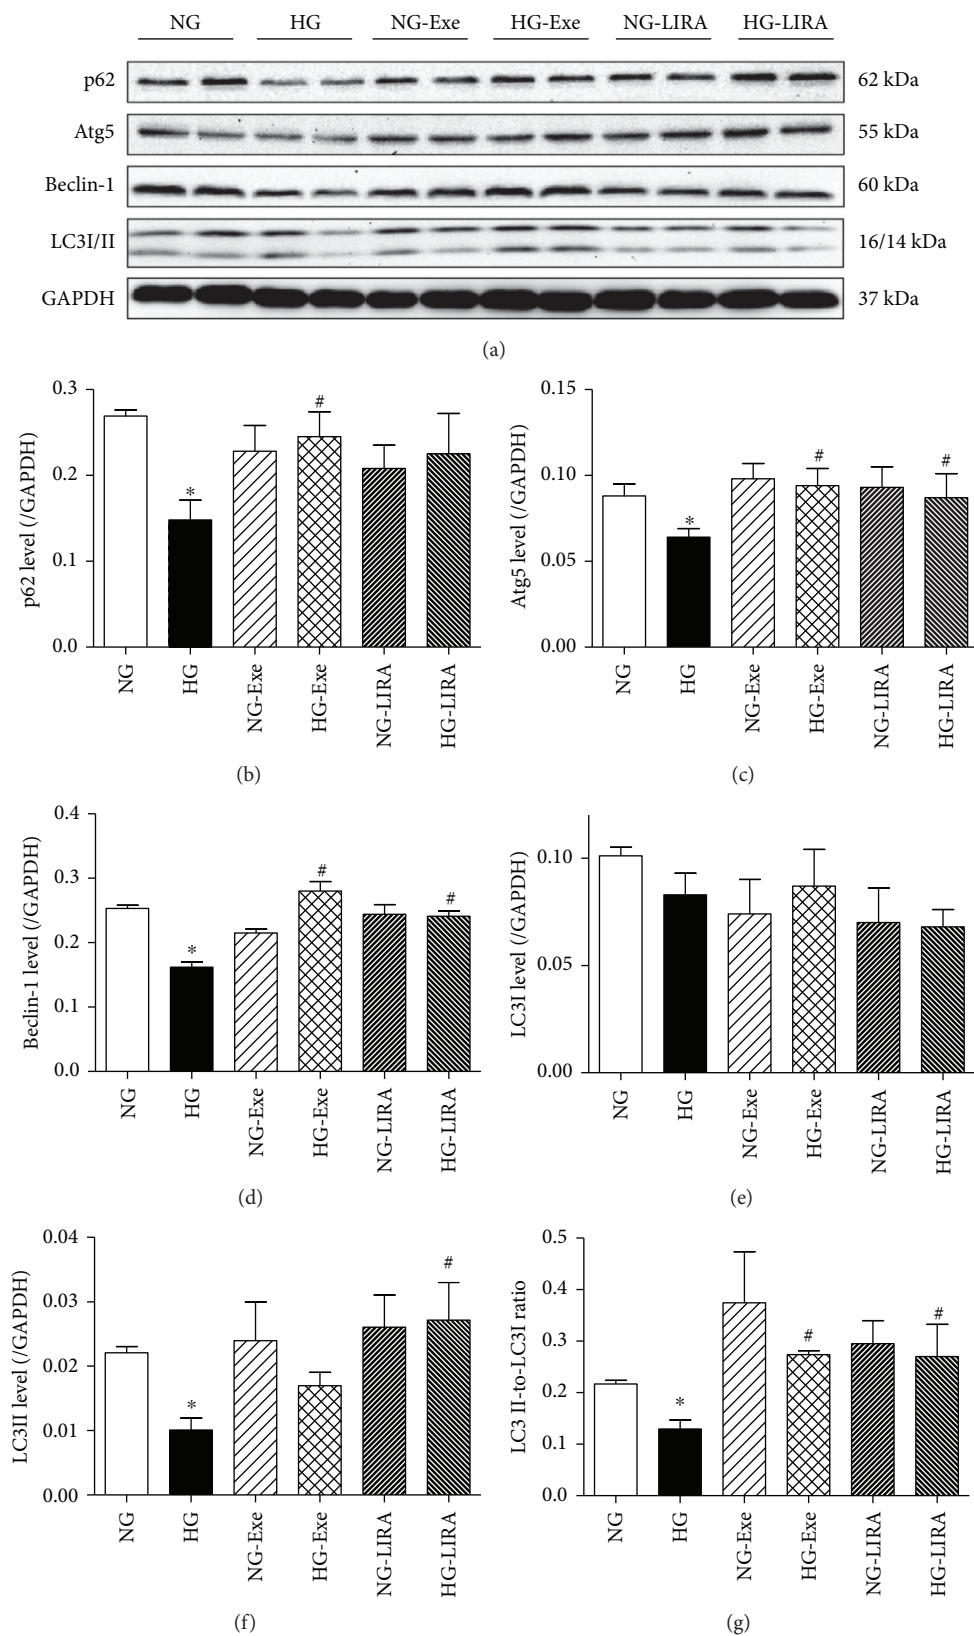 NG HG NG-Exe HG-Exe NG-LIRA HG-LIRA
p62 62 kDa
Atg5 55 kDa
Beclin-1 60 kDa
LC3I/II 16/14 kDa
GAPDH 37 kDa
(a)
p62 level (/GAPDH)
0.3
0.2
0.1
0.0
*
#
NG HG NG-Exe HG-Exe NG-LIRA HG-LIRA
(b)
Atg5 level (/GAPDH)
0.15
0.10
0.05
0.00
*
# #
NG HG NG-Exe HG-Exe NG-LIRA HG-LIRA
(c)
Beclin-1 level (/GAPDH)
0.4
0.3
0.2
0.1
0.0
*
# #
NG HG NG-Exe HG-Exe NG-LIRA HG-LIRA
(d)
LC3I level (/GAPDH)
0.10
0.05
0.00
NG HG NG-Exe HG-Exe NG-LIRA HG-LIRA
(e)
LC3II level (/GAPDH)
0.04
0.03
0.02
0.01
0.00
*
#
NG HG NG-Exe HG-Exe NG-LIRA HG-LIRA
(f)
LC3 II-to-LC3I ratio
0.5
0.4
0.3
0.2
0.1
0.0
*
# #
NG HG NG-Exe HG-Exe NG-LIRA HG-LIRA
(g)